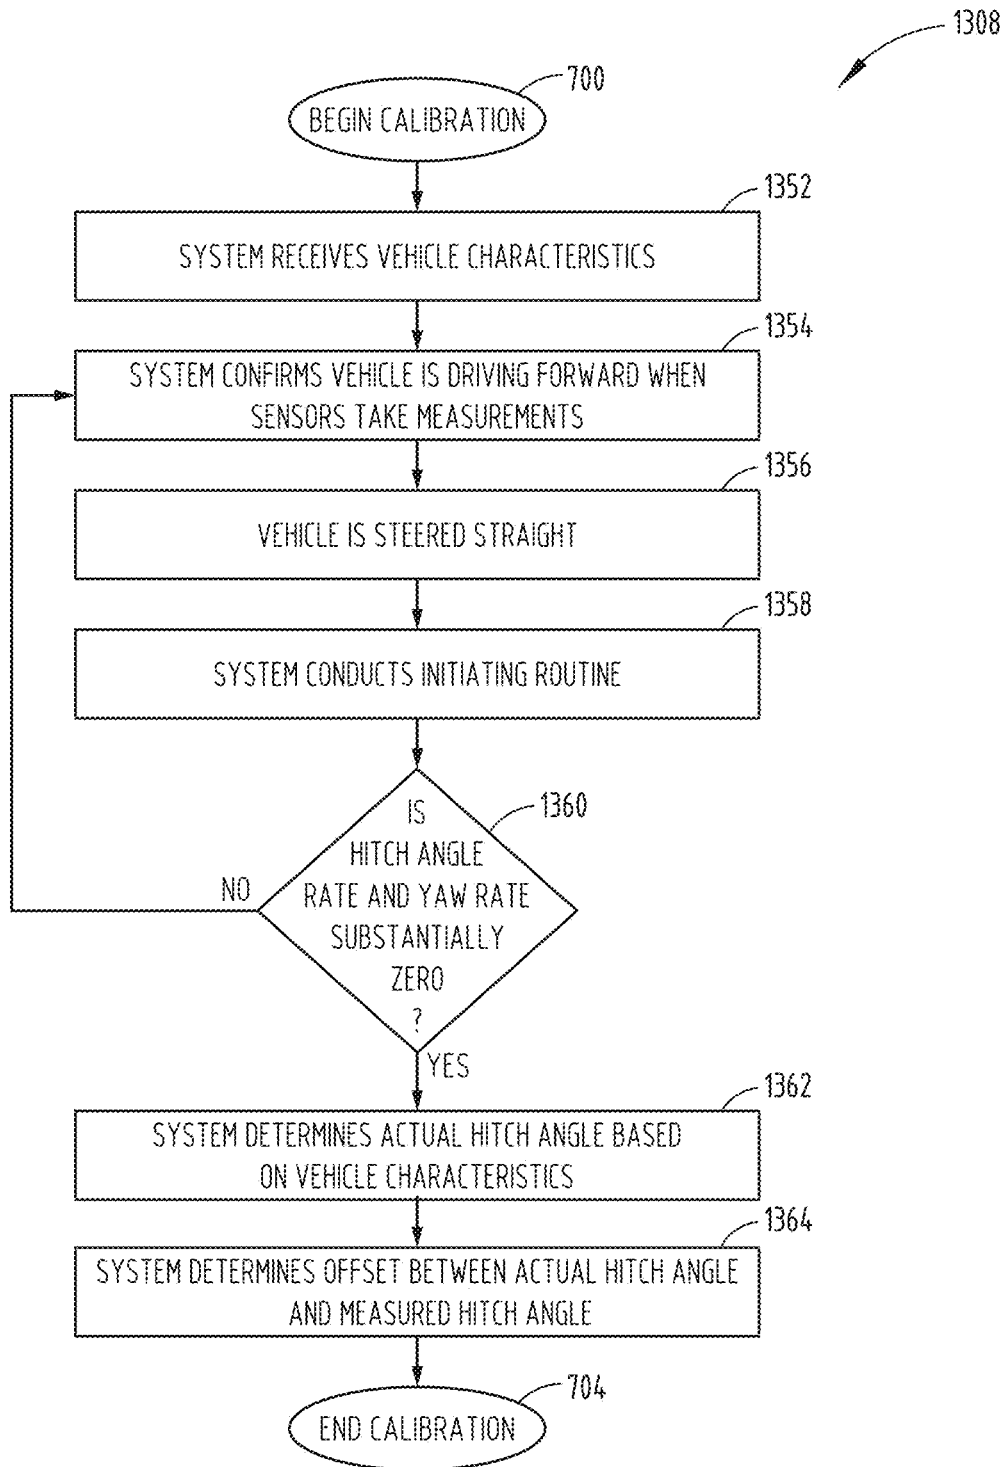 1308
700
BEGIN CALIBRATION
1352
SYSTEM RECEIVES VEHICLE CHARACTERISTICS
1354
SYSTEM CONFIRMS VEHICLE IS DRIVING FORWARD WHEN
SENSORS TAKE MEASUREMENTS
1356
VEHICLE IS STEERED STRAIGHT
1358
SYSTEM CONDUCTS INITIATING ROUTINE
1360
IS
HITCH ANGLE
RATE AND YAW RATE
SUBSTANTIALLY
ZERO
?
NO
YES
1362
SYSTEM DETERMINES ACTUAL HITCH ANGLE BASED
ON VEHICLE CHARACTERISTICS
1364
SYSTEM DETERMINES OFFSET BETWEEN ACTUAL HITCH ANGLE
AND MEASURED HITCH ANGLE
704
END CALIBRATION